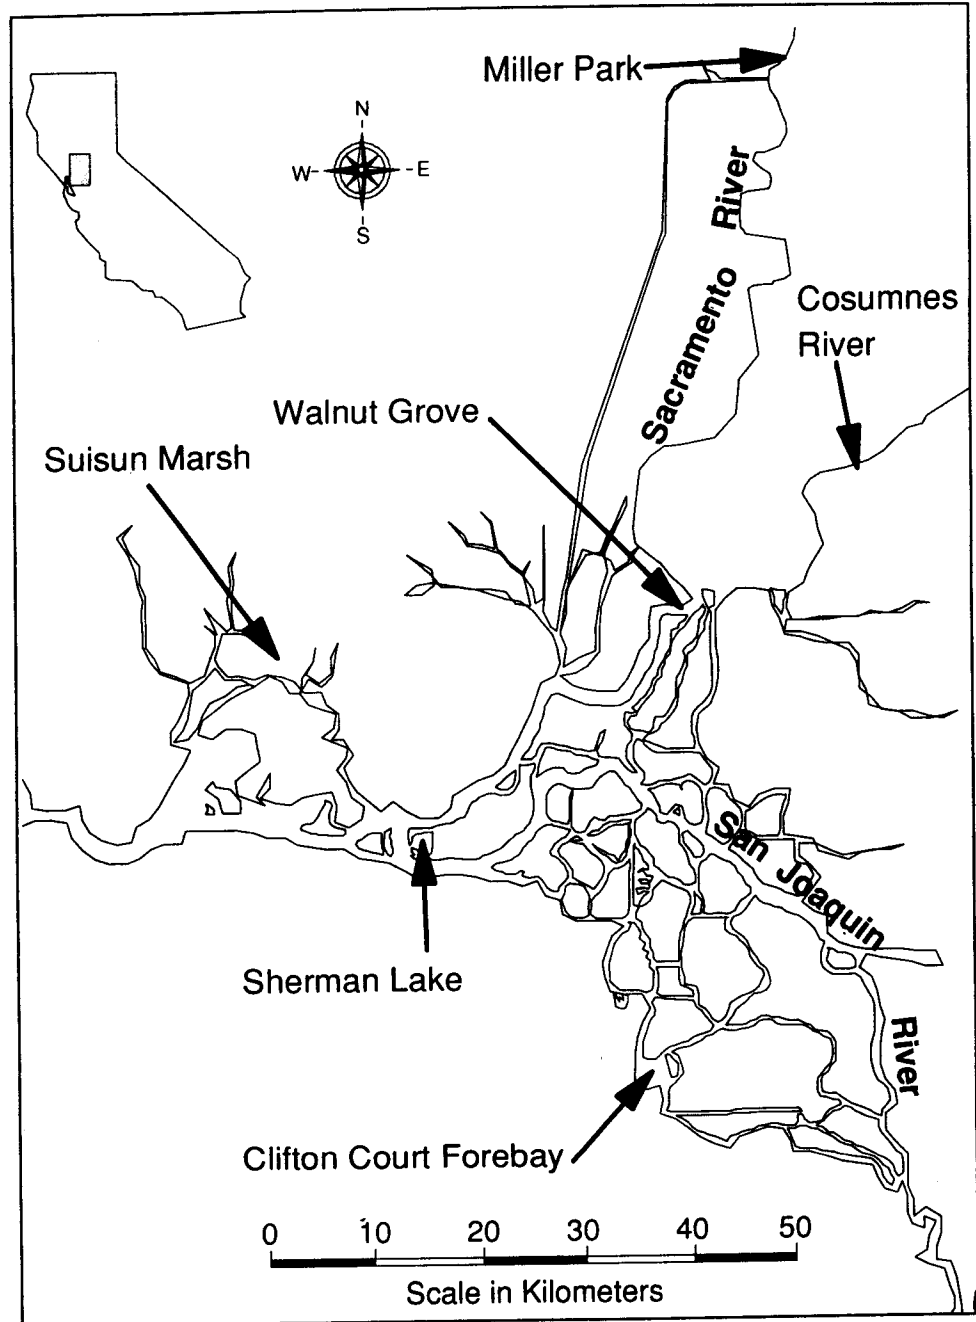 Miller Park
N
W
E
S
Sacramento River
Cosumnes
River
Walnut Grove
Suisun Marsh
San Joaquin
River
Sherman Lake
Clifton Court Forebay
0 10 20 30 40 50
Scale in Kilometers